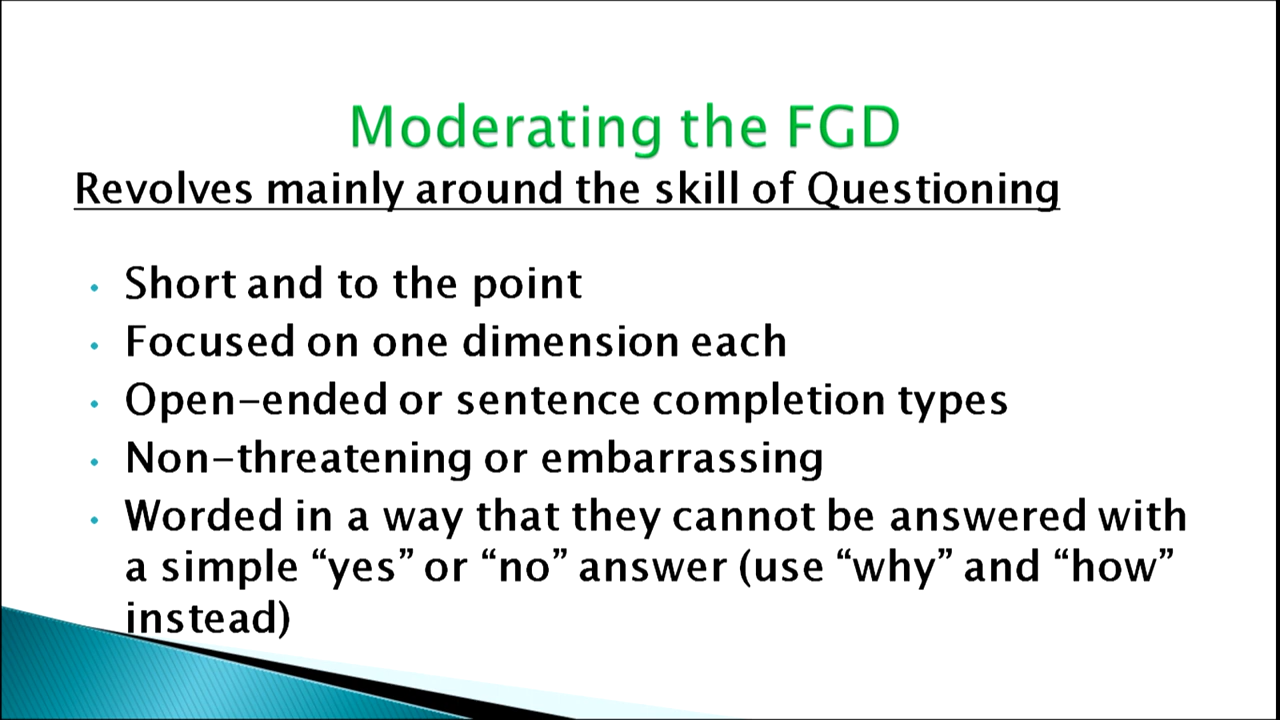 Moderating the FGD
Revolves mainly around the skill of Questioning
• Short and to the point
• Focused on one dimension each
• Open-ended or sentence completion types
• Non-threatening or embarrassing
• Worded in a way that they cannot be answered with
a simple “yes” or “no” answer (use “why” and “how”
instead)